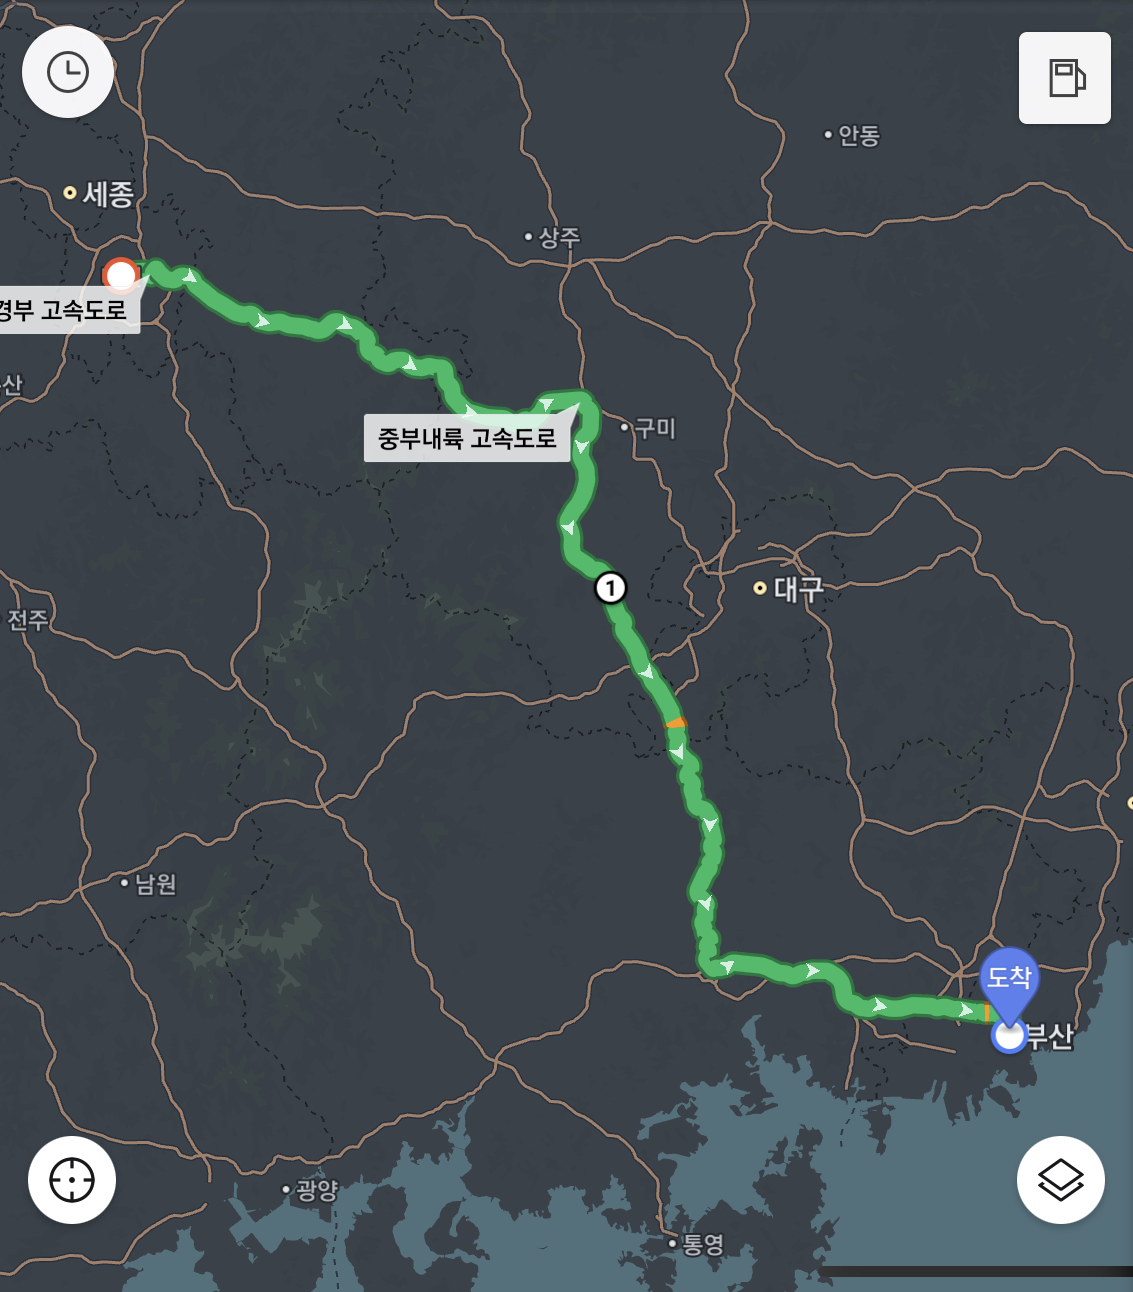 안동
세종
상주
경부 고속도로
산
구미
중부내륙 고속도로
1
대구
전주
남원
도착
부산
광양
통영